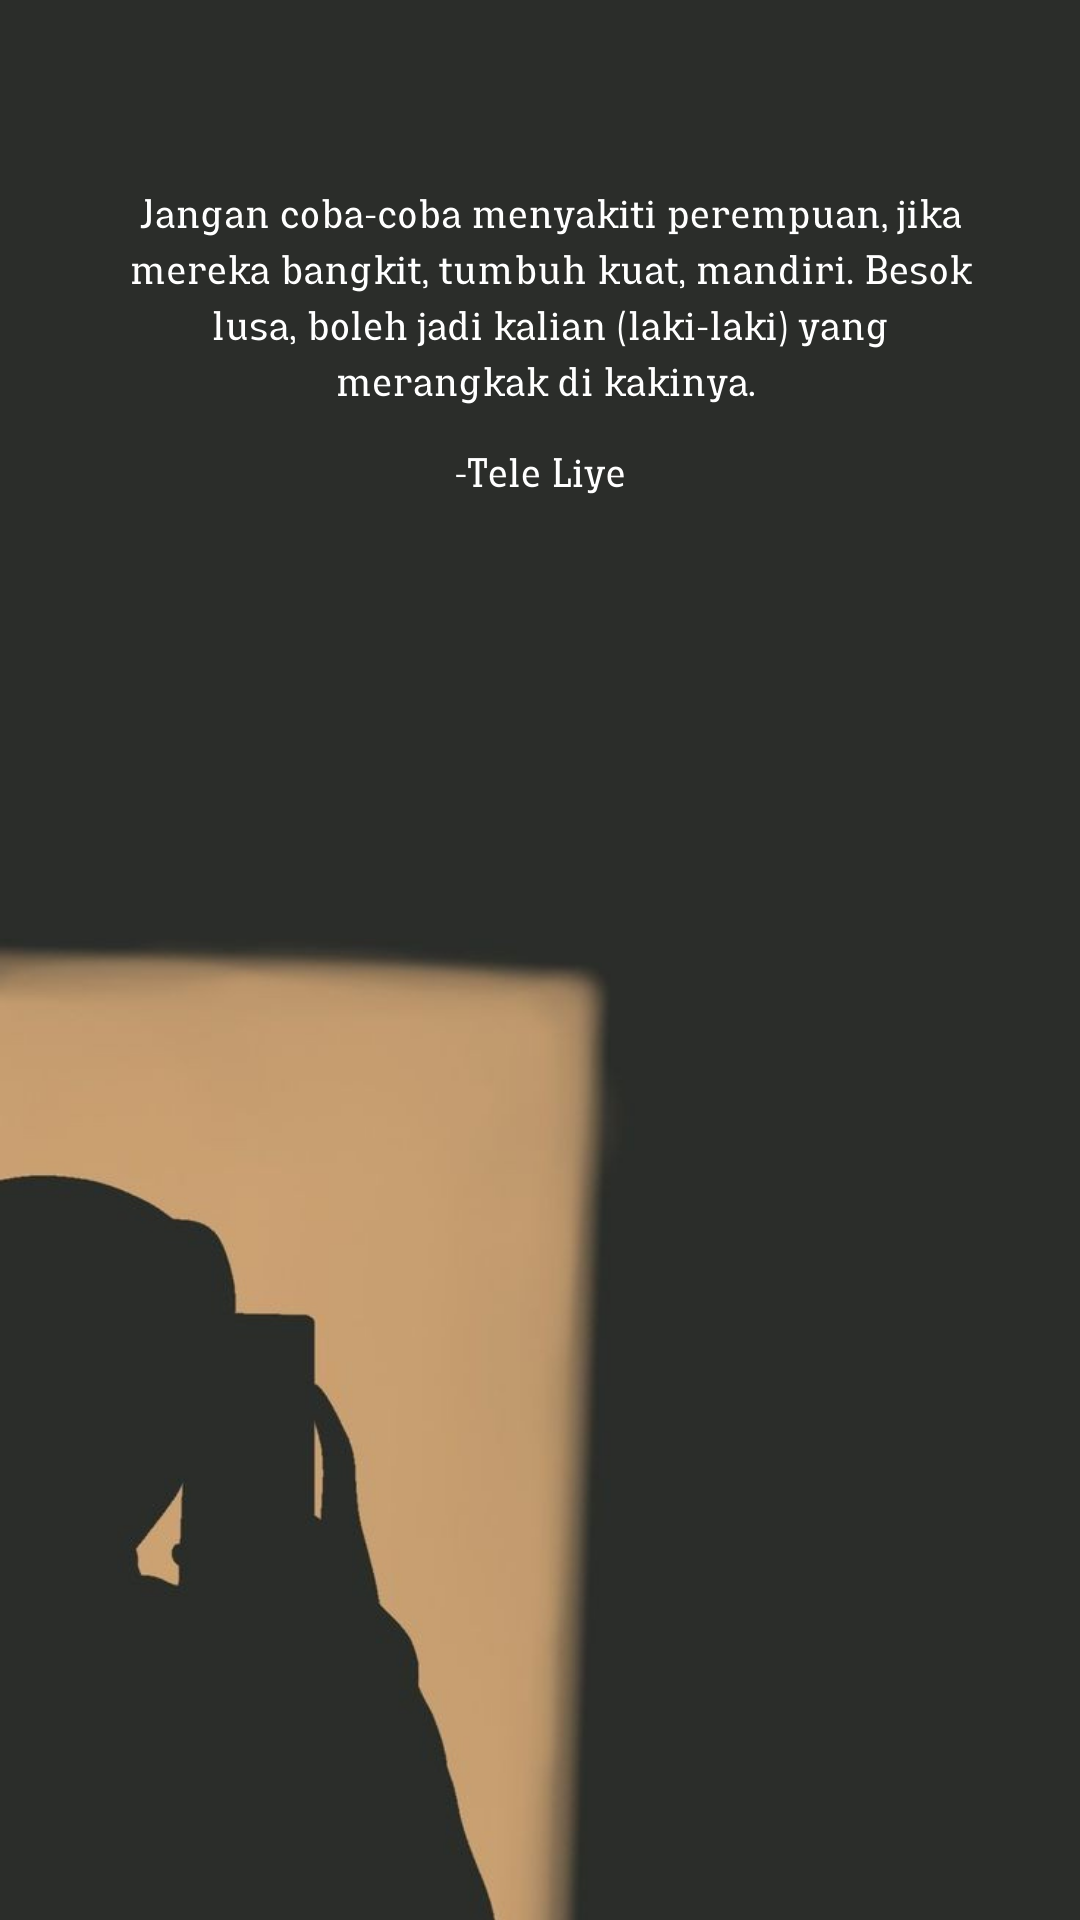 Jangan coba-coba menyakiti perempuan, jika
mereka bangkit, tumbuh kuat, mandiri. Besok
lusa, boleh jadi kalian (laki-laki) yang
merangkak di kakinya.
-Tele Liye